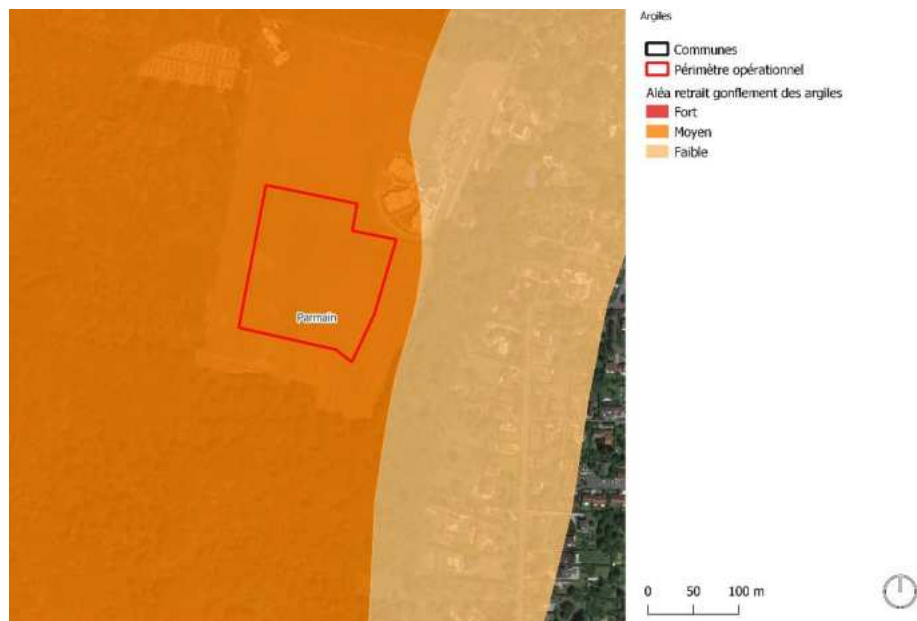 Argiles
Communes
Périmètre opérationnel
Aléa retrait gonflement des argiles
Fort
Moyen
Faible
Parmain
0 50 100 m